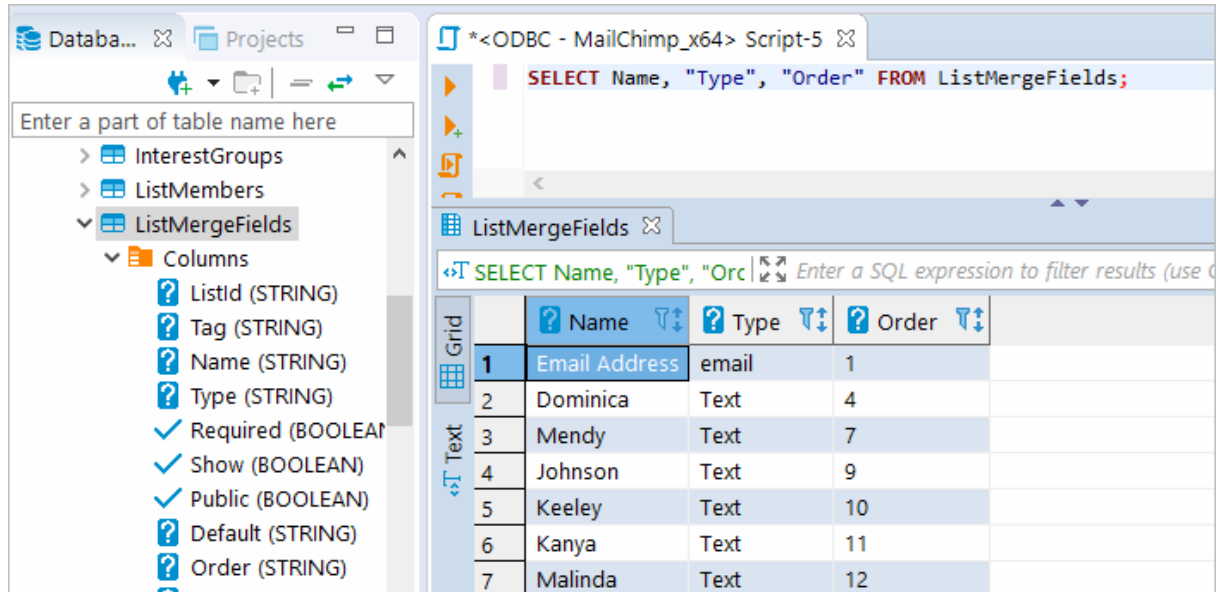 Databa...
Projects
Enter a part of table name here
InterestGroups
ListMembers
ListMergeFields
Columns
ListId (STRING)
Tag (STRING)
Name (STRING)
Type (STRING)
Required (BOOLEAN
Show (BOOLEAN)
Public (BOOLEAN)
Default (STRING)
Order (STRING)
*<ODBC - MailChimp_x64> Script-5
SELECT Name, "Type", "Order" FROM ListMergeFields;
ListMergeFields
SELECT Name, "Type", "Orc Enter a SQL expression to filter results (use
Grid
Text
Name Type Order
1 Email Address email 1
2 Dominica Text 4
3 Mendy Text 7
4 Johnson Text 9
5 Keeley Text 10
6 Kanya Text 11
7 Malinda Text 12